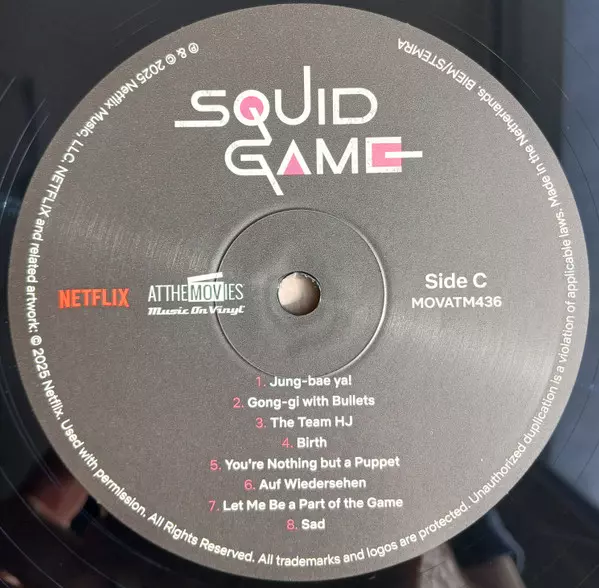 SQUID
GAME
NETFLIX
AT THE MOVIES
Music On Vinyl
Side C
MOVATM436
1. Jung-bae ya!
2. Gong-gi with Bullets
3. The Team HJ
4. Birth
5. You're Nothing but a Puppet
6. Auf Wiedersehen
7. Let Me Be a Part of the Game
8. Sad
℗ & © 2025 Netflix Music, LLC. NETFLIX and related artwork: © 2025 Netflix. Used with permission. All Rights Reserved. All trademarks and logos are protected. Unauthorized duplication is a violation of applicable laws. Made in the Netherlands. BIEM/STEMRA